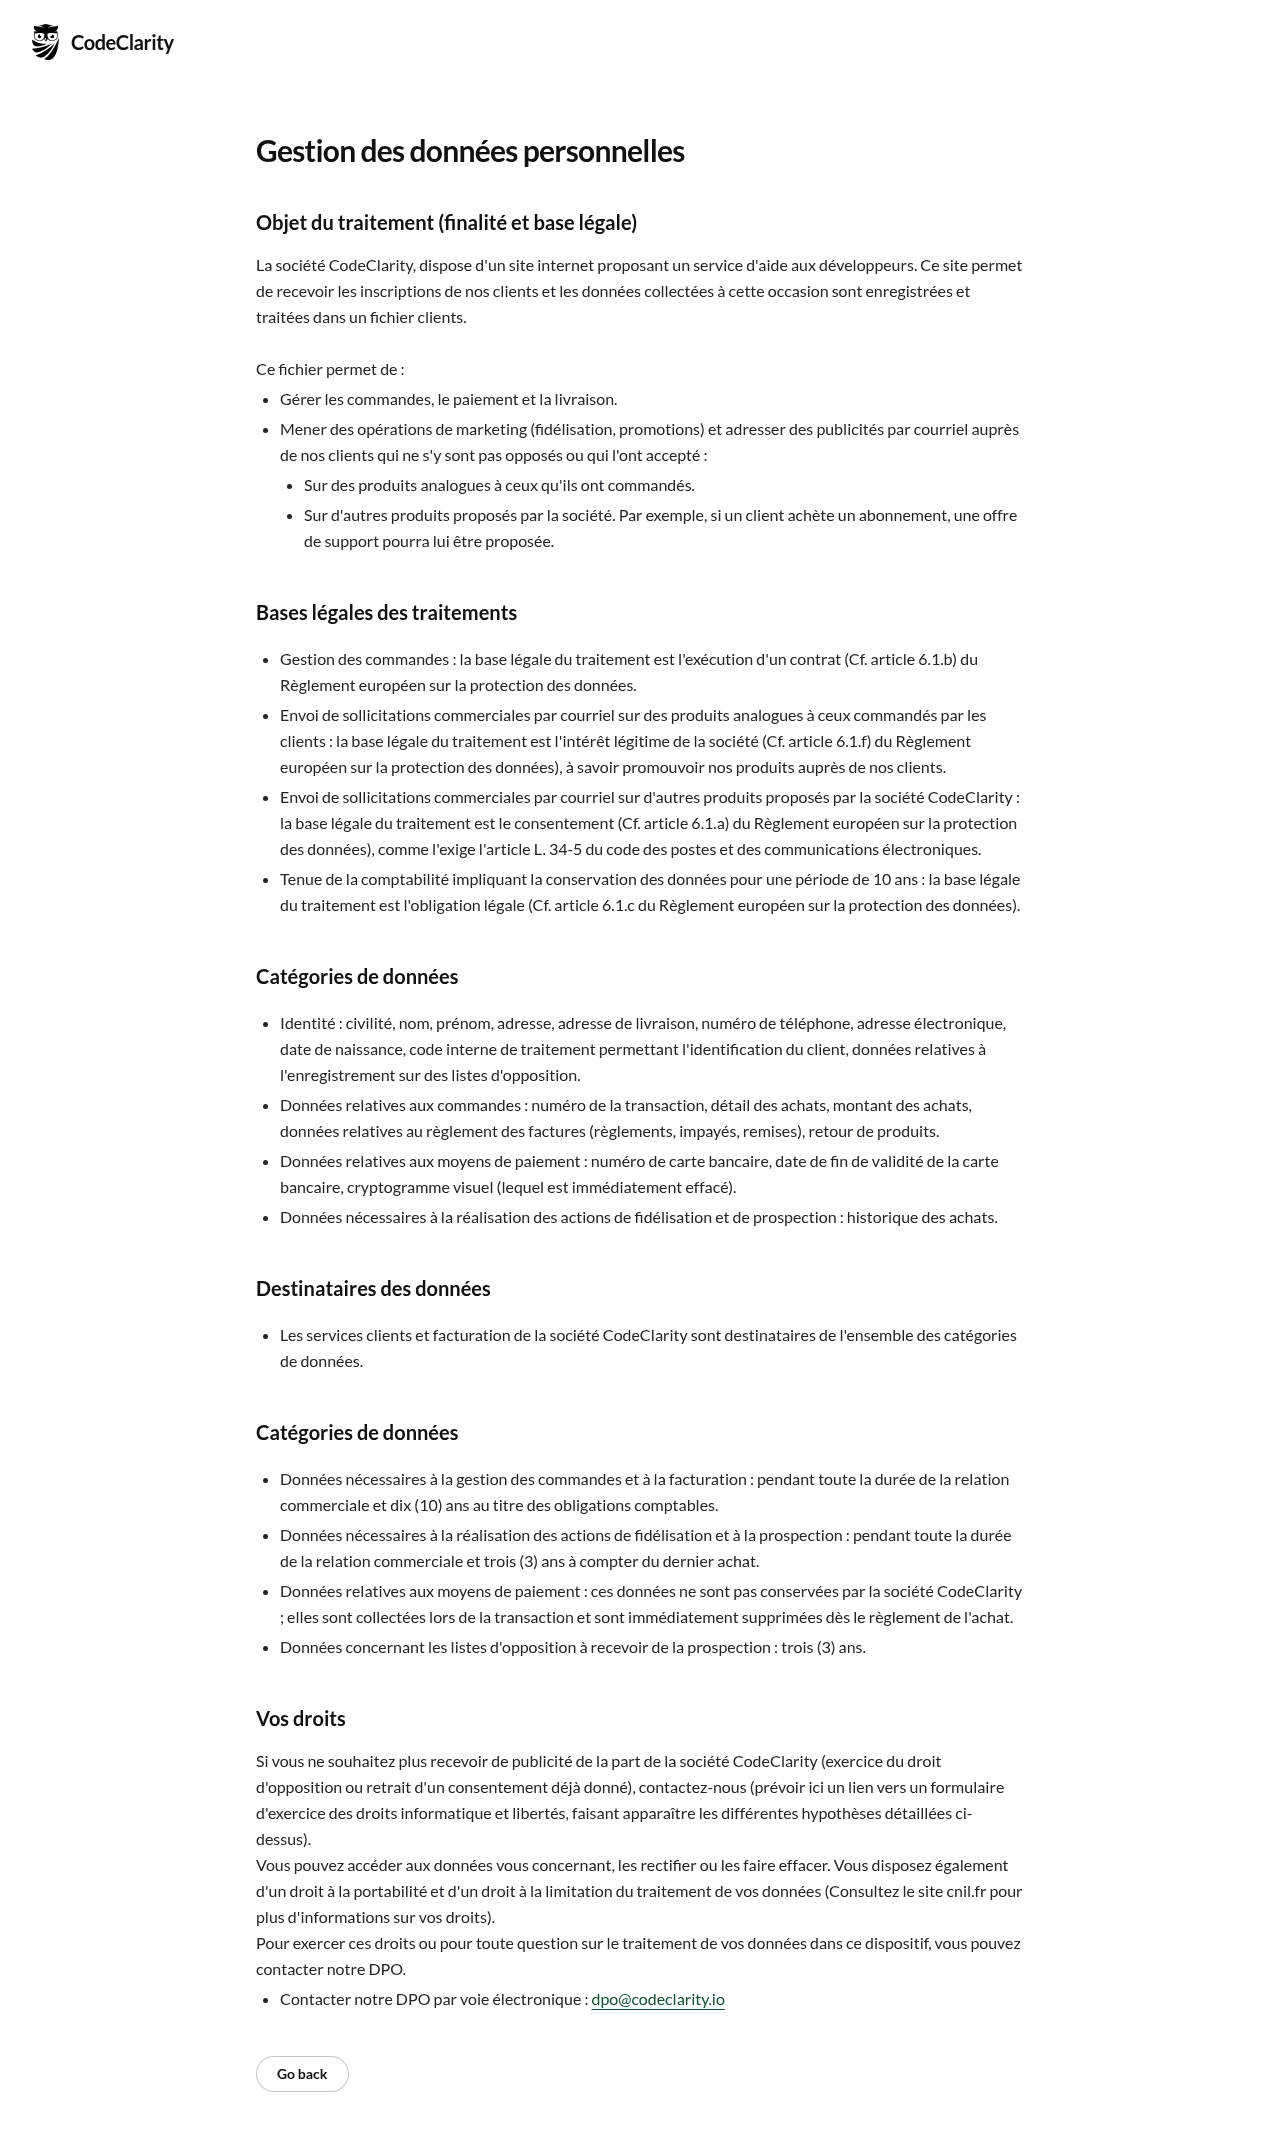 CodeClarity
Gestion des données personnelles
Objet du traitement (finalité et base légale)
La société CodeClarity, dispose d'un site internet proposant un service d'aide aux développeurs. Ce site permet
de recevoir les inscriptions de nos clients et les données collectées à cette occasion sont enregistrées et
traitées dans un fichier clients.
Ce fichier permet de :
• Gérer les commandes, le paiement et la livraison.
• Mener des opérations de marketing (fidélisation, promotions) et adresser des publicités par courriel auprès
de nos clients qui ne s'y sont pas opposés ou qui l'ont accepté :
• Sur des produits analogues à ceux qu'ils ont commandés.
• Sur d'autres produits proposés par la société. Par exemple, si un client achète un abonnement, une offre
de support pourra lui être proposée.
Bases légales des traitements
• Gestion des commandes : la base légale du traitement est l'exécution d'un contrat (Cf. article 6.1.b) du
Règlement européen sur la protection des données.
• Envoi de sollicitations commerciales par courriel sur des produits analogues à ceux commandés par les
clients : la base légale du traitement est l'intérêt légitime de la société (Cf. article 6.1.f) du Règlement
européen sur la protection des données), à savoir promouvoir nos produits auprès de nos clients.
• Envoi de sollicitations commerciales par courriel sur d'autres produits proposés par la société CodeClarity :
la base légale du traitement est le consentement (Cf. article 6.1.a) du Règlement européen sur la protection
des données), comme l'exige l'article L. 34-5 du code des postes et des communications électroniques.
• Tenue de la comptabilité impliquant la conservation des données pour une période de 10 ans : la base légale
du traitement est l'obligation légale (Cf. article 6.1.c du Règlement européen sur la protection des données).
Catégories de données
• Identité : civilité, nom, prénom, adresse, adresse de livraison, numéro de téléphone, adresse électronique,
date de naissance, code interne de traitement permettant l'identification du client, données relatives à
l'enregistrement sur des listes d'opposition.
• Données relatives aux commandes : numéro de la transaction, détail des achats, montant des achats,
données relatives au règlement des factures (règlements, impayés, remises), retour de produits.
• Données relatives aux moyens de paiement : numéro de carte bancaire, date de fin de validité de la carte
bancaire, cryptogramme visuel (lequel est immédiatement effacé).
• Données nécessaires à la réalisation des actions de fidélisation et de prospection : historique des achats.
Destinataires des données
• Les services clients et facturation de la société CodeClarity sont destinataires de l'ensemble des catégories
de données.
Catégories de données
• Données nécessaires à la gestion des commandes et à la facturation : pendant toute la durée de la relation
commerciale et dix (10) ans au titre des obligations comptables.
• Données nécessaires à la réalisation des actions de fidélisation et à la prospection : pendant toute la durée
de la relation commerciale et trois (3) ans à compter du dernier achat.
• Données relatives aux moyens de paiement : ces données ne sont pas conservées par la société CodeClarity
; elles sont collectées lors de la transaction et sont immédiatement supprimées dès le règlement de l'achat.
• Données concernant les listes d'opposition à recevoir de la prospection : trois (3) ans.
Vos droits
Si vous ne souhaitez plus recevoir de publicité de la part de la société CodeClarity (exercice du droit
d'opposition ou retrait d'un consentement déjà donné), contactez-nous (prévoir ici un lien vers un formulaire
d'exercice des droits informatique et libertés, faisant apparaître les différentes hypothèses détaillées ci-
dessus).
Vous pouvez accéder aux données vous concernant, les rectifier ou les faire effacer. Vous disposez également
d'un droit à la portabilité et d'un droit à la limitation du traitement de vos données (Consultez le site cnil.fr pour
plus d'informations sur vos droits).
Pour exercer ces droits ou pour toute question sur le traitement de vos données dans ce dispositif, vous pouvez
contacter notre DPO.
• Contacter notre DPO par voie électronique : dpo@codeclarity.io
Go back